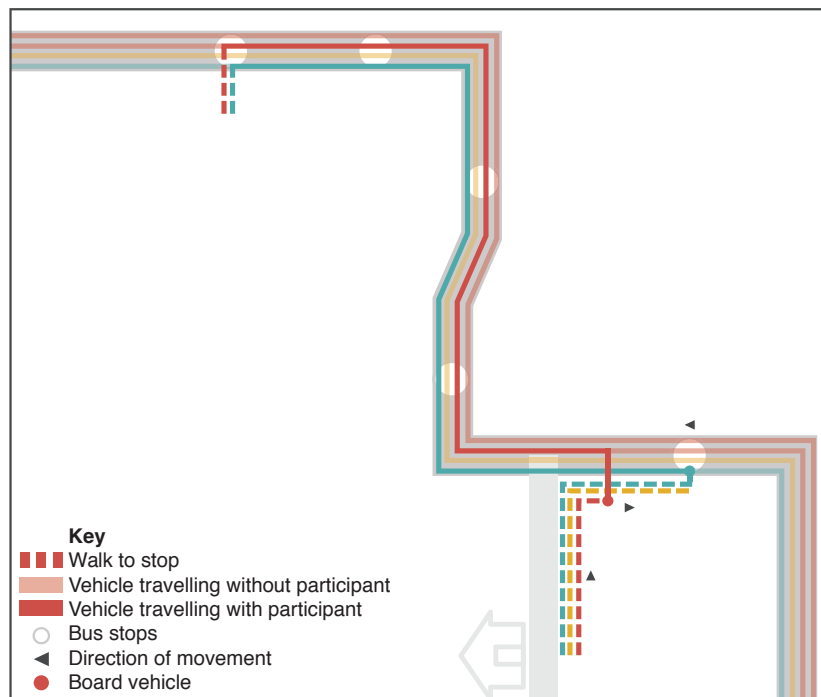 Key
Walk to stop
Vehicle travelling without participant
Vehicle travelling with participant
Bus stops
Direction of movement
Board vehicle